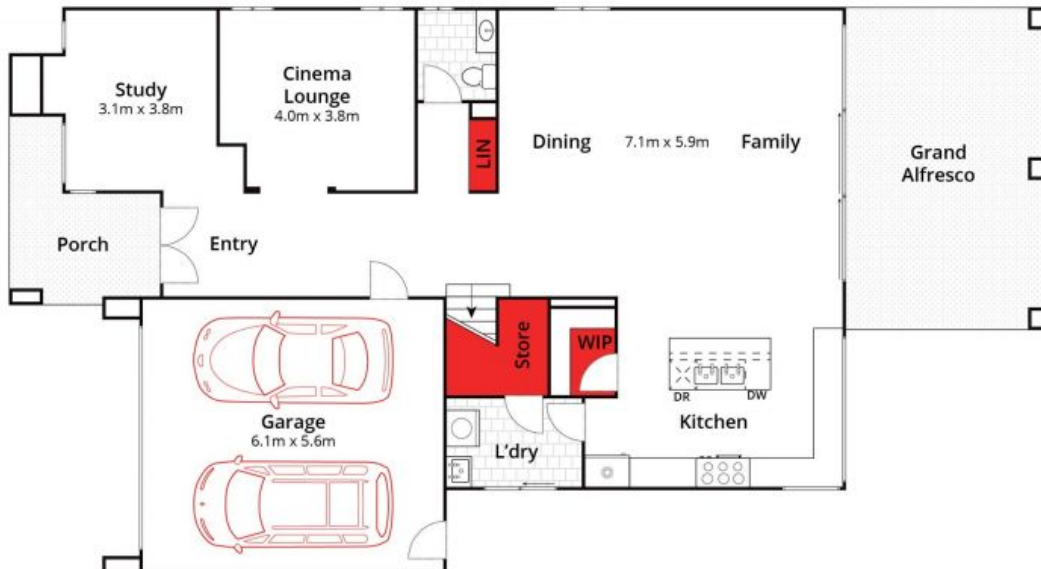 Study
3.1m x 3.8m
Cinema
Lounge
4.0m x 3.8m
LIN
Dining
7.1m x 5.9m
Family
Grand
Alfresco
Porch
Entry
Store
WIP
DR
DW
Kitchen
Garage
6.1m x 5.6m
L'dry